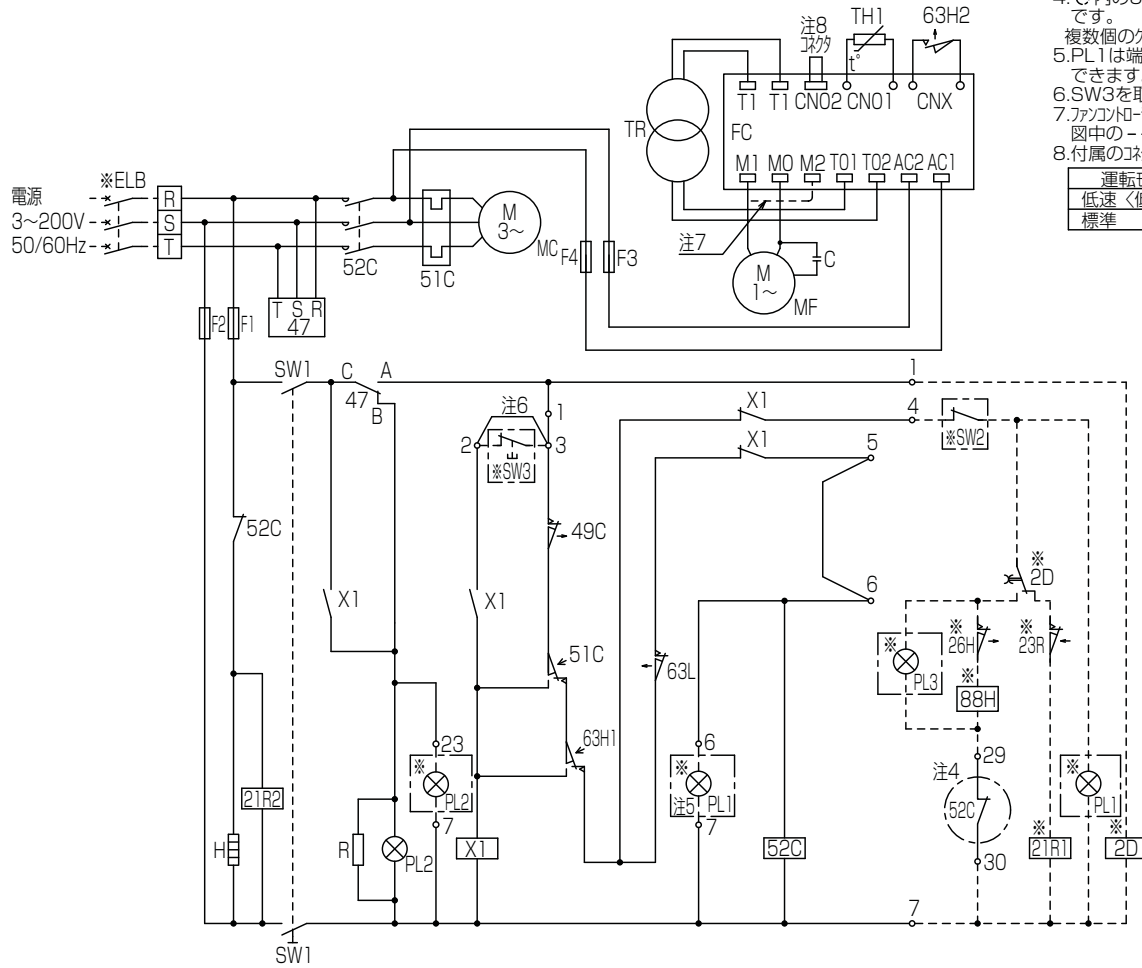 4.
です。
複数個の
5.PL1は端
できます
6.SW3を取
7.ファンコントロー
図中の-
8.付属のコネ
運転
低速〈低
標準
注8
コネクタ
TH1
63H2
t°
T1 T1 CN02 CN01 CNX
TR
FC
M1 M0 M2 T01 T02 AC2 AC1
電源
3~200V
50/60Hz
※ELB
R
S
T
52C
51C
M
3~
MC
F4
F3
注7
M
1~
MF
C
F2
F1
T S R
47
SW1
C
A
47
B
注6
1
2
3
※SW3
X1
X1
1
4
5
※SW2
52C
49C
X1
X1
6
※
2D
51C
63L
※
PL3
※
26H
※
23R
※
88H
63H1
23
※
PL2
7
6
※
注5
PL1
7
29
注4
52C
30
※
PL1
21R2
H
R
PL2
X1
52C
※
21R1
※
2D
7
SW1